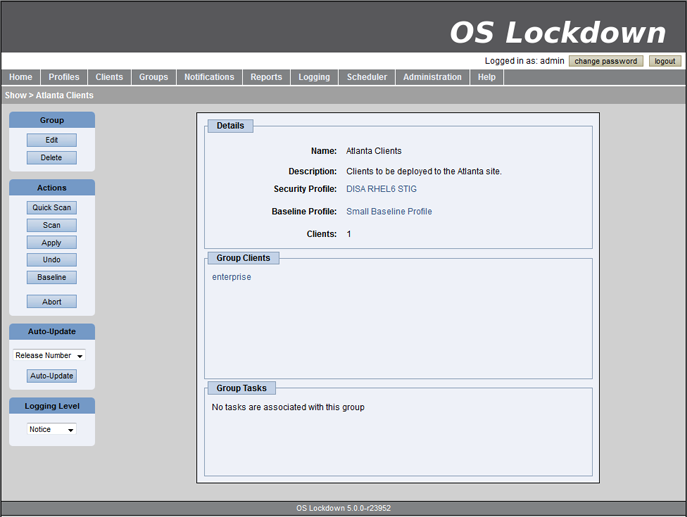 OS Lockdown
Logged in as: admin change password logout
Home Profiles Clients Groups Notifications Reports Logging Scheduler Administration Help
Show > Atlanta Clients
Group
Edit
Delete
Actions
Quick Scan
Scan
Apply
Undo
Baseline
Abort
Auto-Update
Release Number
Auto-Update
Logging Level
Notice
Details
Name: Atlanta Clients
Description: Clients to be deployed to the Atlanta site.
Security Profile: DISA RHEL6 STIG
Baseline Profile: Small Baseline Profile
Clients: 1
Group Clients
enterprise
Group Tasks
No tasks are associated with this group
OS Lockdown 5.0.0-r23952